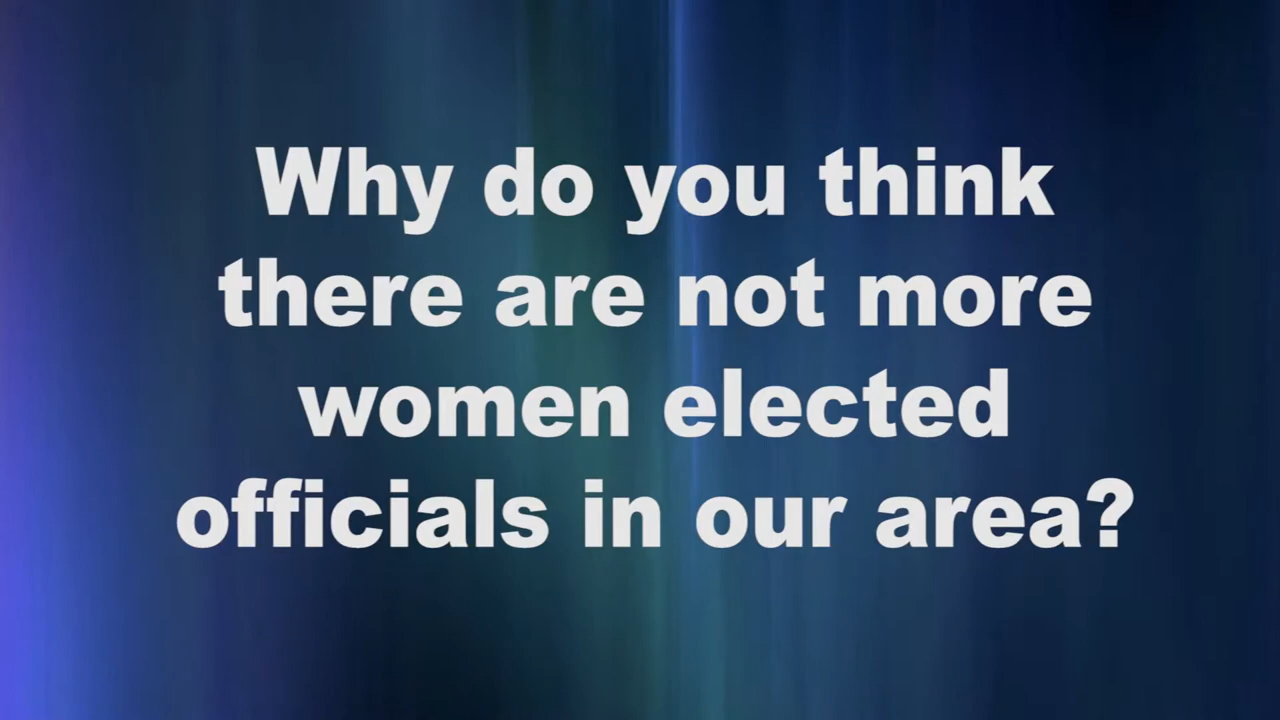 Why do you think
there are not more
women elected
officials in our area?